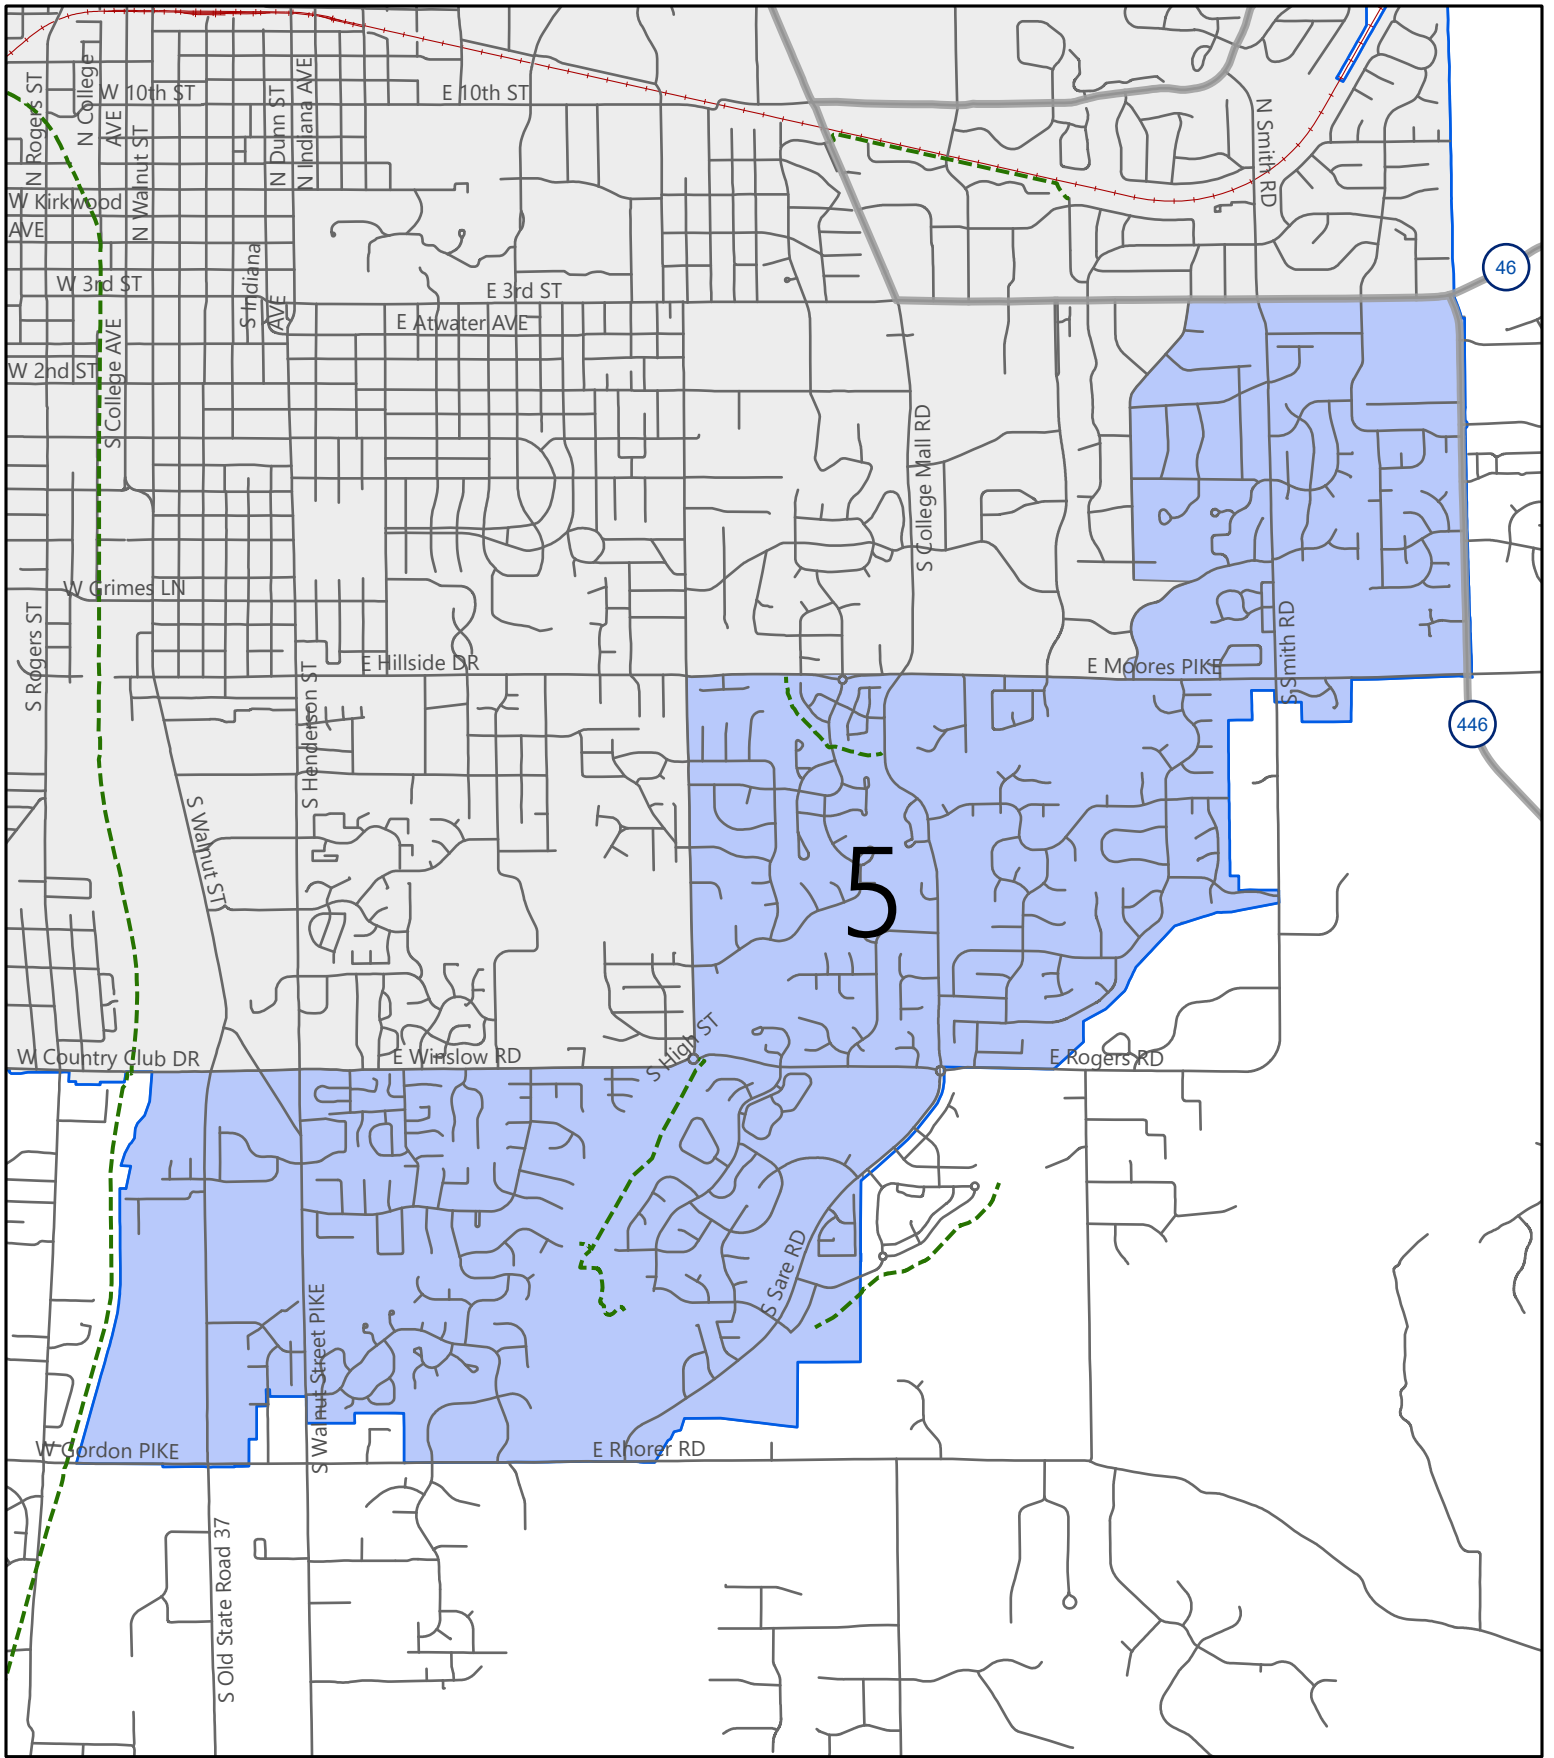 N Rogers ST
N College
AVE
W 10th ST
N Walnut ST
N Dunn ST
N Indiana AVE
E 10th ST
N Smith RD
W Kirkwood
AVE
W 3rd ST
S Indiana
AVE
E 3rd ST
E Atwater AVE
46
W 2nd ST
S College AVE
S College Mall RD
W Grimes LN
S Rogers ST
E Hillside DR
S Henderson ST
E Moores PIKE
S Smith RD
446
S Walnut ST
5
W Country Club DR
E Winslow RD
S High ST
E Rogers RD
S Sare RD
S Walnut Street PIKE
W Gordon PIKE
E Rhorer RD
S Old State Road 37